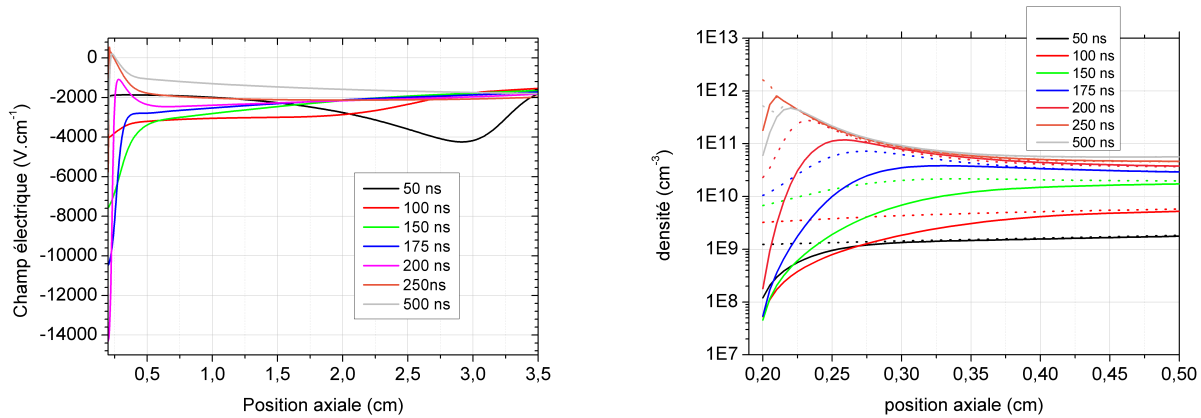 0
-2000
-4000
-6000
-8000
-10000
-12000
-14000
Champ électrique (V.cm⁻¹)
0,5 1,0 1,5 2,0 2,5 3,0 3,5
Position axiale (cm)
50 ns
100 ns
150 ns
175 ns
200 ns
250ns
500 ns
1E13
1E12
1E11
1E10
1E9
1E8
1E7
densité (cm⁻³)
0,20 0,25 0,30 0,35 0,40 0,45 0,50
position axiale (cm)
50 ns
100 ns
150 ns
175 ns
200 ns
250 ns
500 ns